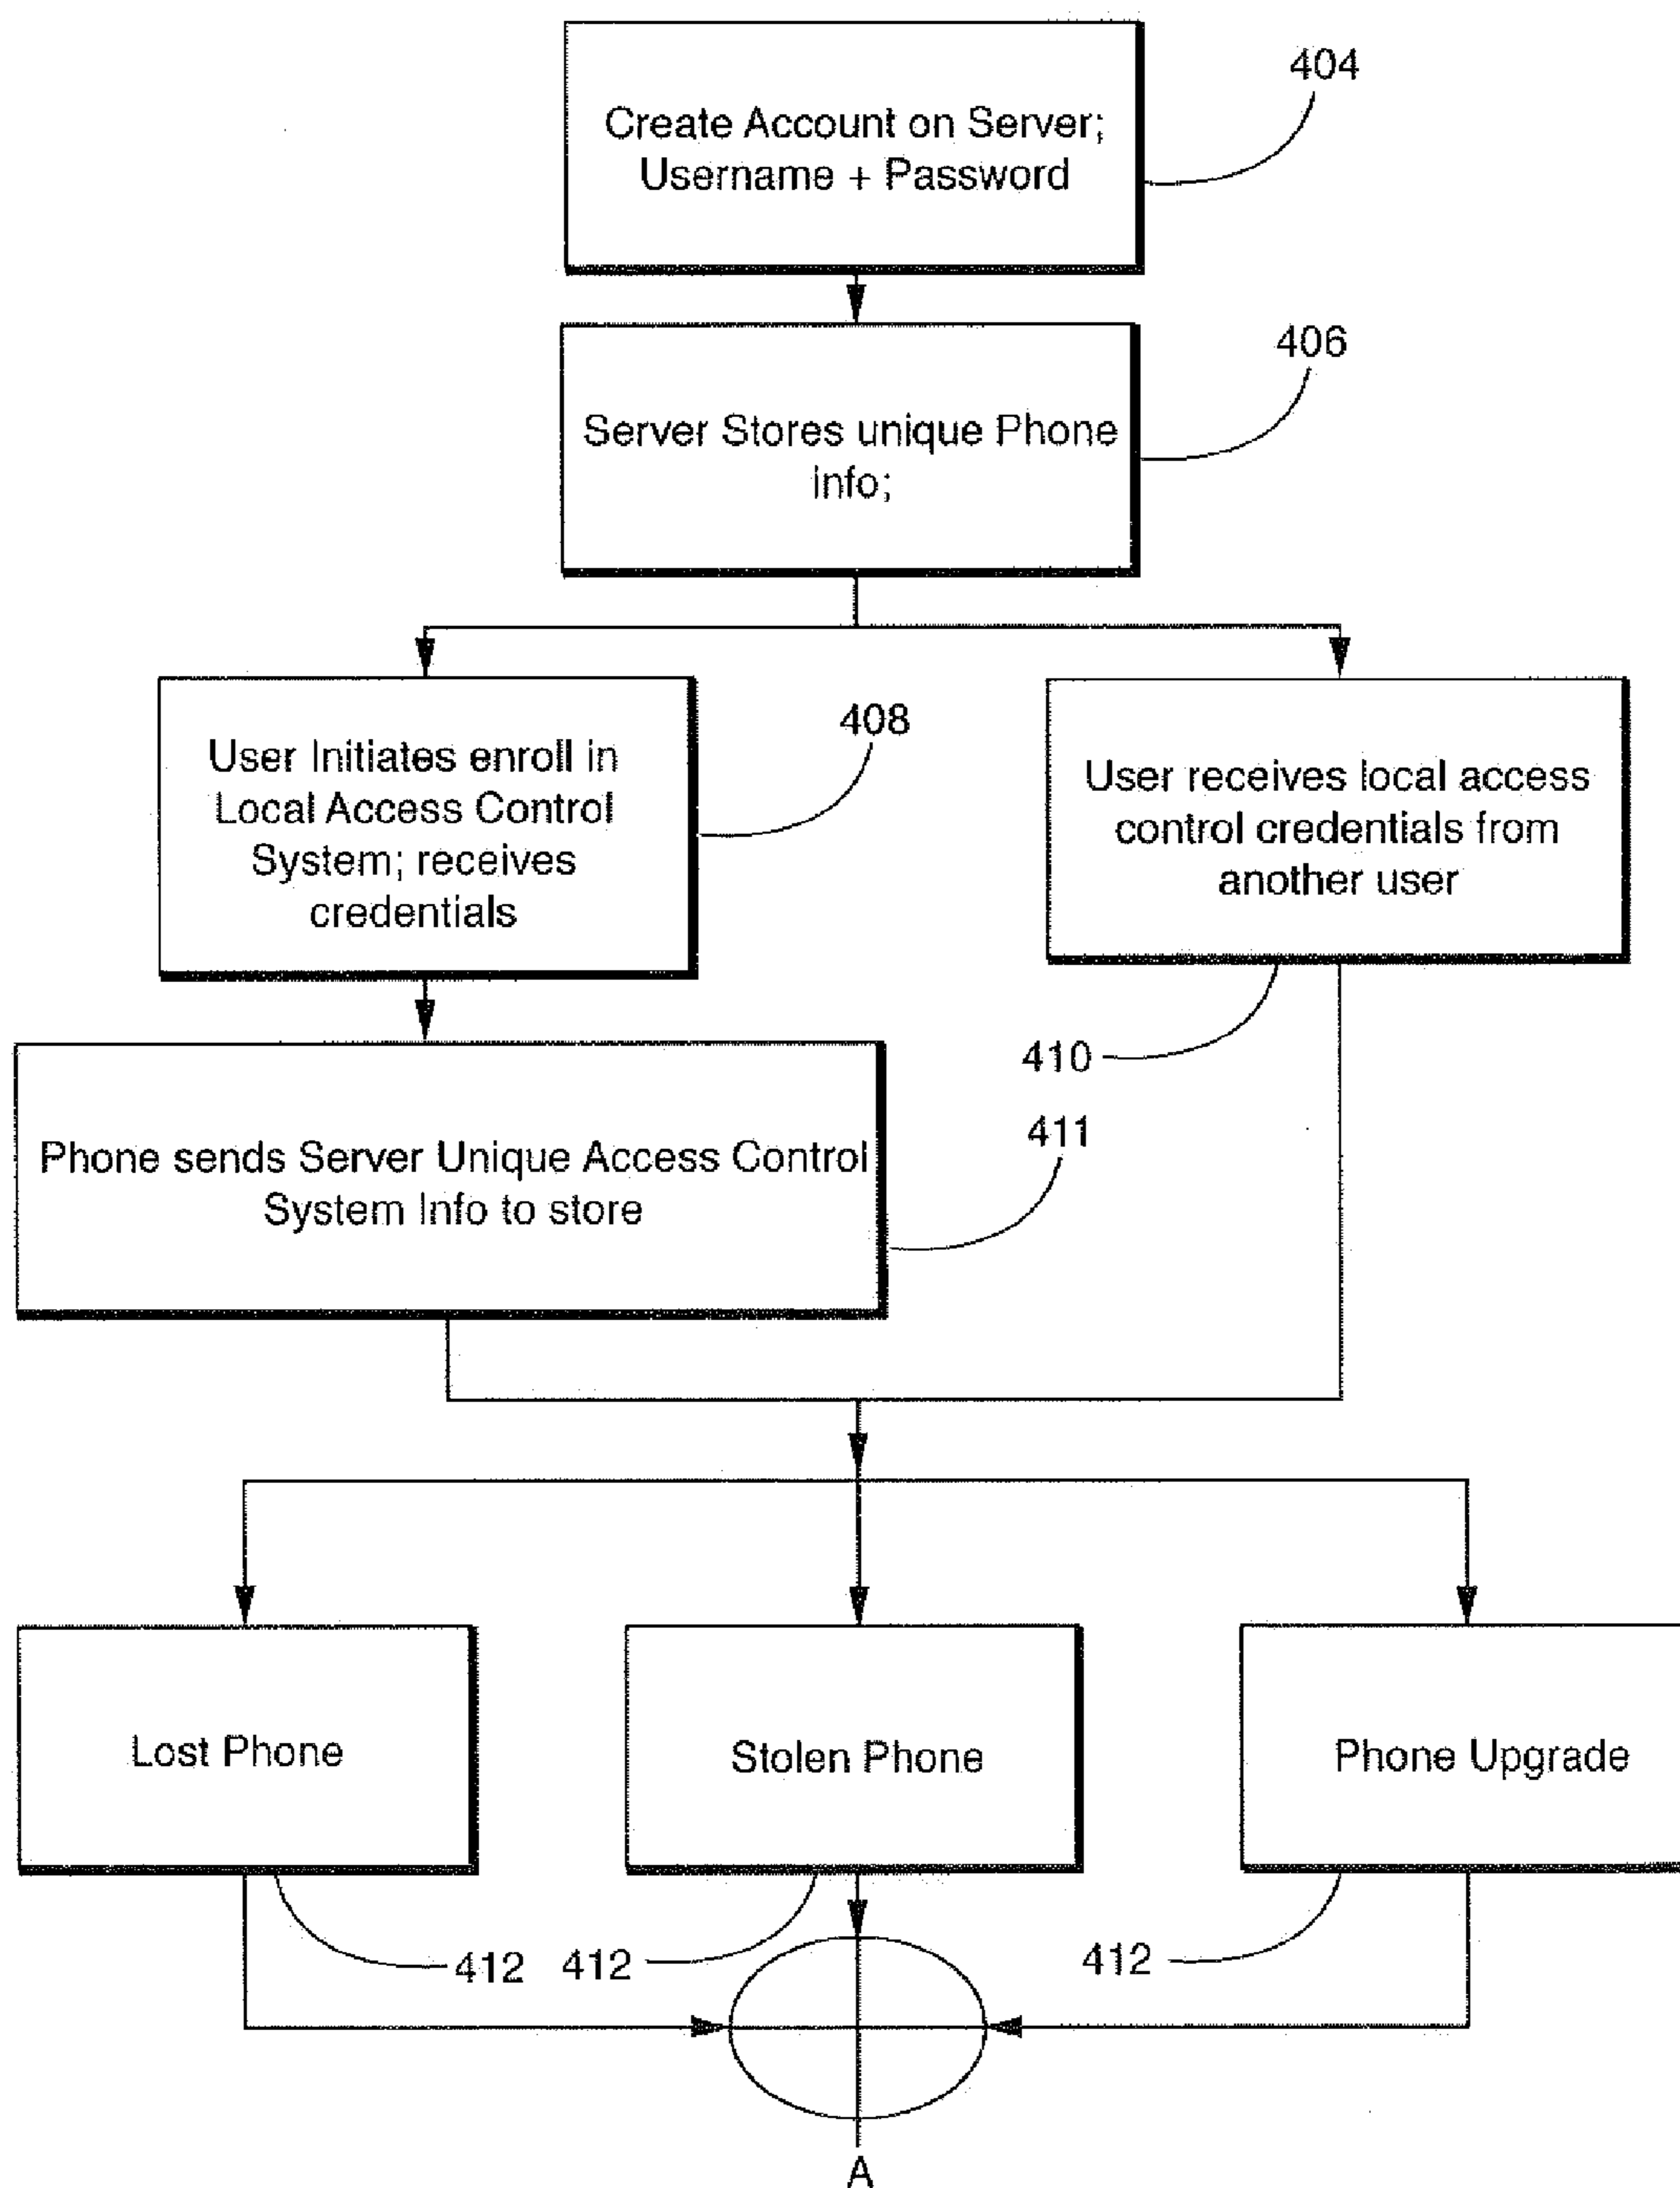 404
Create Account on Server;
Username + Password
406
Server Stores unique Phone
info;
408
User Initiates enroll in
Local Access Control
System; receives
credentials
User receives local access
control credentials from
another user
410
411
Phone sends Server Unique Access Control
System Info to store
Lost Phone
Stolen Phone
Phone Upgrade
412
412
412
A